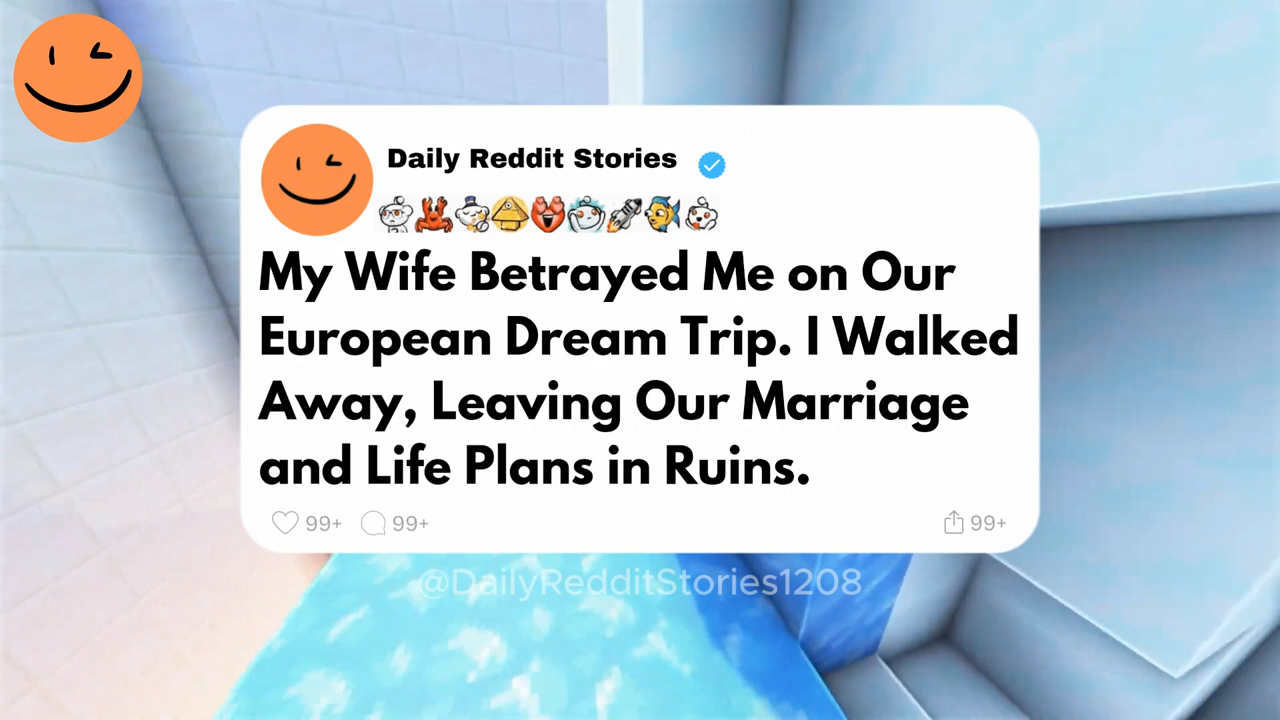 Daily Reddit Stories
My Wife Betrayed Me on Our
European Dream Trip. I Walked
Away, Leaving Our Marriage
and Life Plans in Ruins.
99+ 99+ 99+
@DailyRedditStories1208